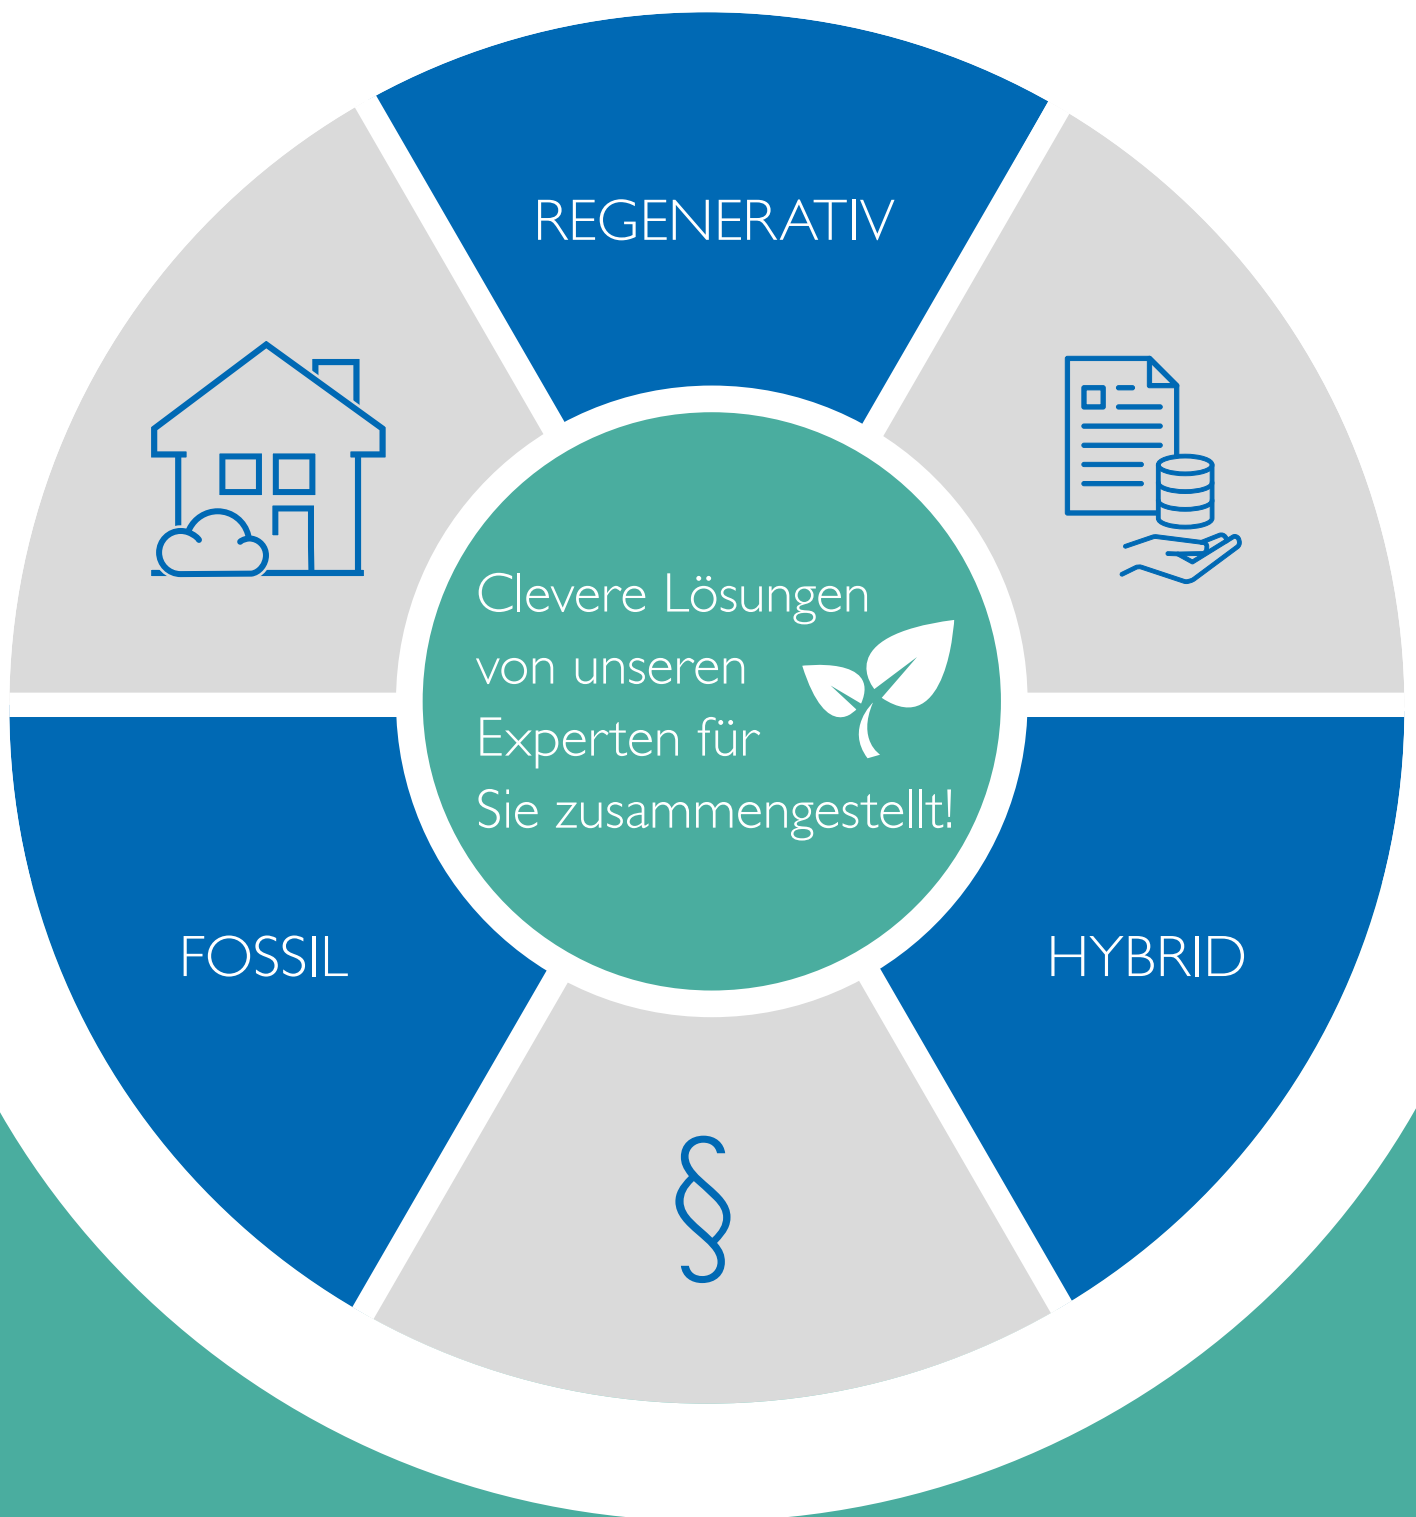 REGENERATIV
Clevere Lösungen
von unseren
Experten für
Sie zusammengestellt!
FOSSIL
HYBRID
§